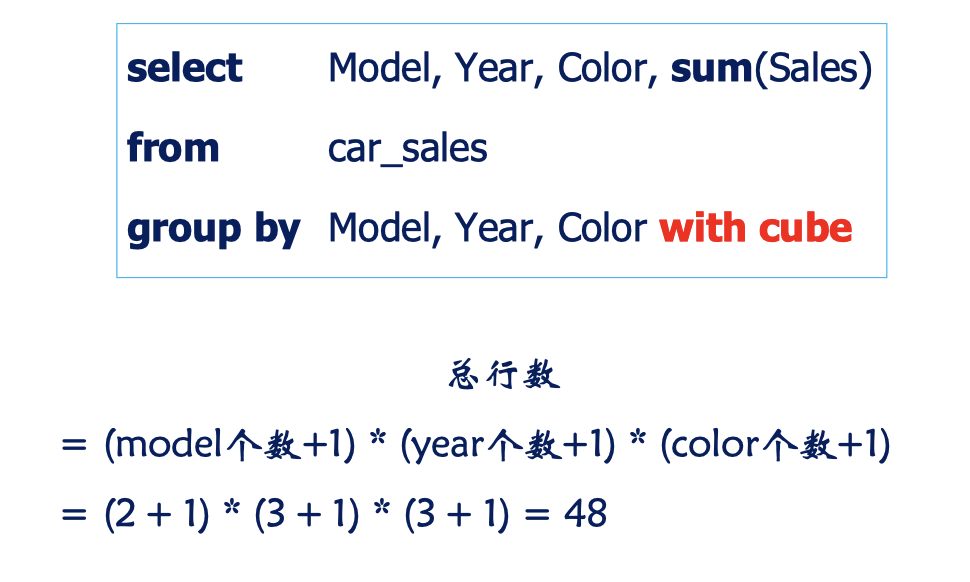 select Model, Year, Color, sum(Sales)
from car_sales
group by Model, Year, Color with cube
总行数
= (model个数+1) * (year个数+1) * (color个数+1)
= (2 + 1) * (3 + 1) * (3 + 1) = 48